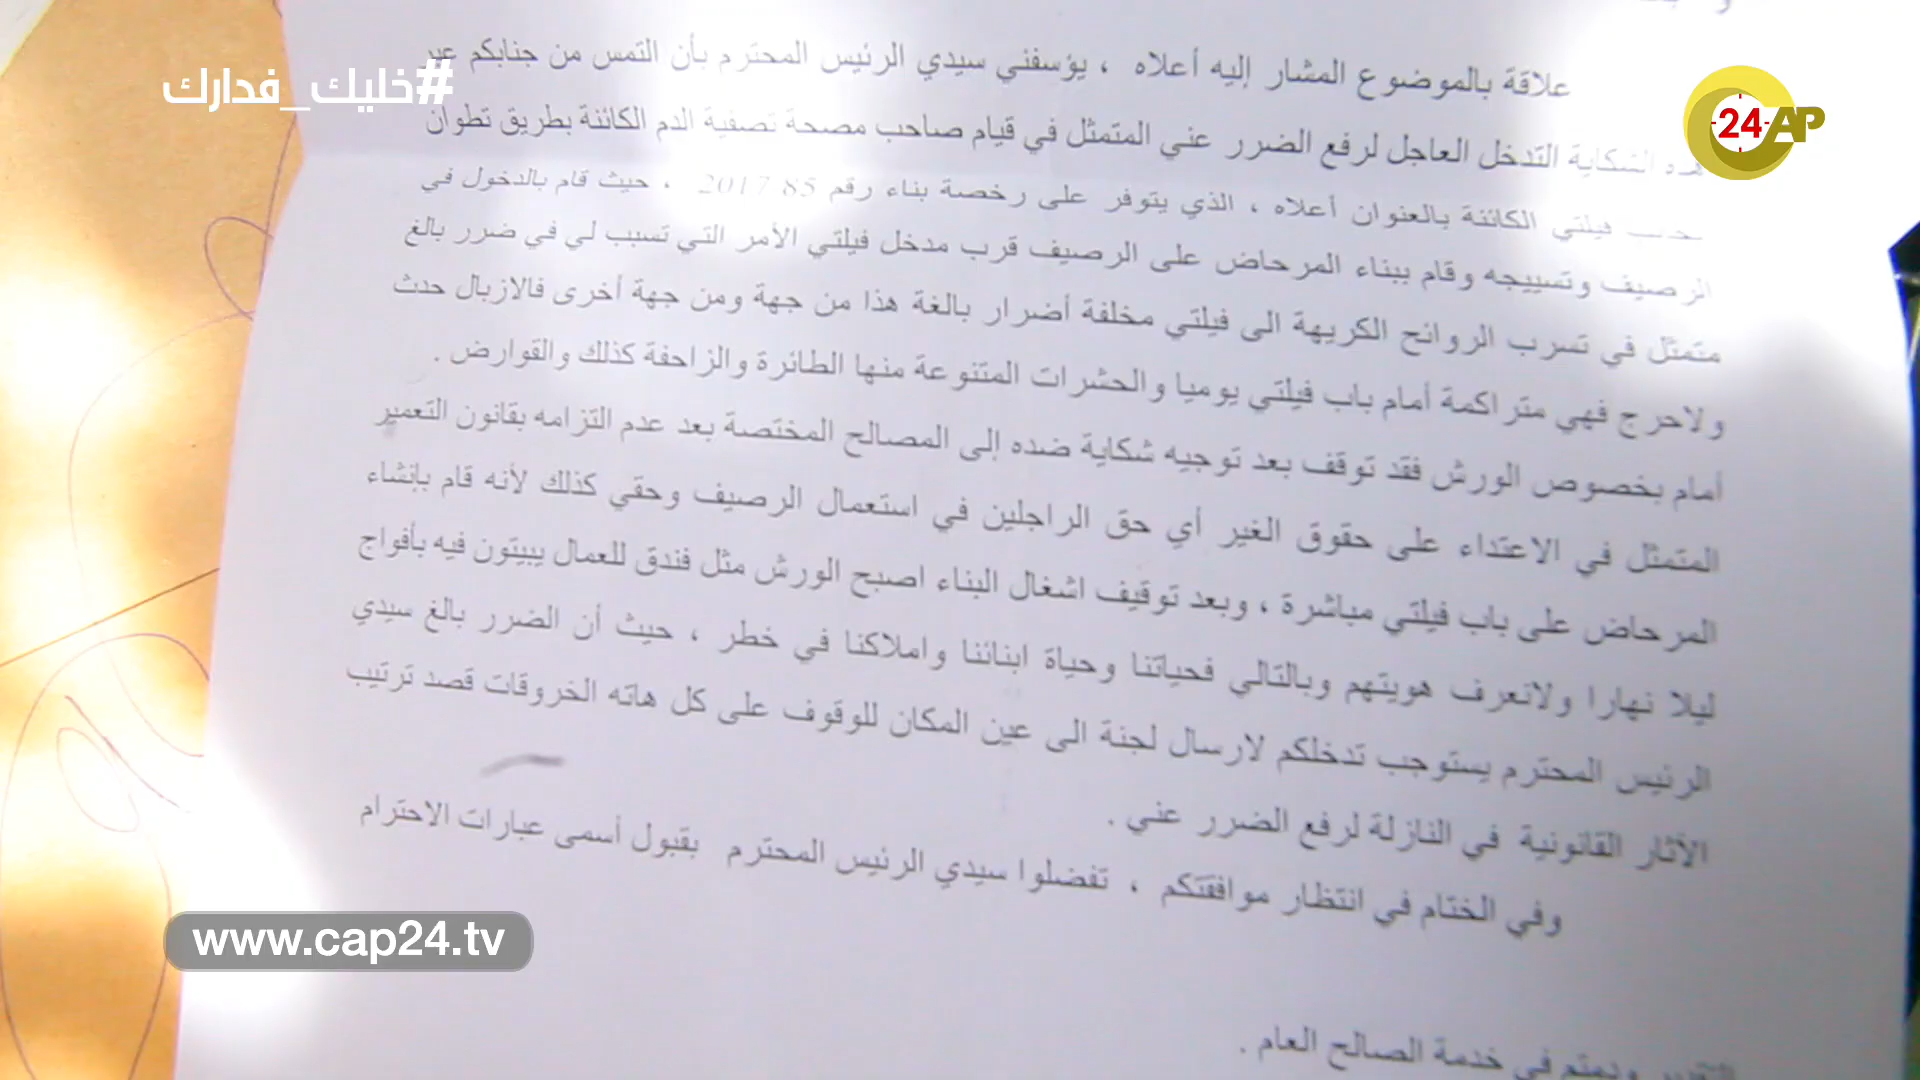 #خليك_فدارك
24AP
علاقة بالموضوع المشار إليه أعلاه ، يؤسفني سيدي الرئيس المحترم بأن التمس من جنابكم عبر
هذه الشكاية التدخل العاجل لرفع الضرر عني المتمثل في قيام صاحب مصحة تصفية الدم الكائنة بطريق تطوان
فيلتي الكائنة بالعنوان أعلاه ، الذي يتوفر على رخصة بناء رقم 85 2017 ، حيث قام بالدخول في
الرصيف وتسييجه وقام ببناء المرحاض على الرصيف قرب مدخل فيلتي الأمر التي تسبب لي في ضرر بالغ
متمثل في تسرب الروائح الكريهة الى فيلتي مخلفة أضرار بالغة هذا من جهة ومن جهة أخرى فالازبال حدث
ولاحرج فهي متراكمة أمام باب فيلتي يوميا والحشرات المتنوعة منها الطائرة والزاحفة كذلك والقوارض .
أمام بخصوص الورش فقد توقف بعد توجيه شكاية ضده إلى المصالح المختصة بعد عدم التزامه بقانون التعمير
المتمثل في الاعتداء على حقوق الغير أي حق الراجلين في استعمال الرصيف وحقي كذلك لأنه قام بإنشاء
المرحاض على باب فيلتي مباشرة ، وبعد توقيف اشغال البناء اصبح الورش مثل فندق للعمال يبيتون فيه بأفواج
ليلا نهارا ولانعرف هويتهم وبالتالي فحياتنا وحياة ابنائنا واملاكنا في خطر ، حيث أن الضرر بالغ سيدي
الرئيس المحترم يستوجب تدخلكم لارسال لجنة الى عين المكان للوقوف على كل هاته الخروقات قصد ترتيب
الآثار القانونية في النازلة لرفع الضرر عني .
وفي الختام في انتظار موافقتكم ، تفضلوا سيدي الرئيس المحترم بقبول أسمى عبارات الاحترام
ودمتم في خدمة الصالح العام .
www.cap24.tv